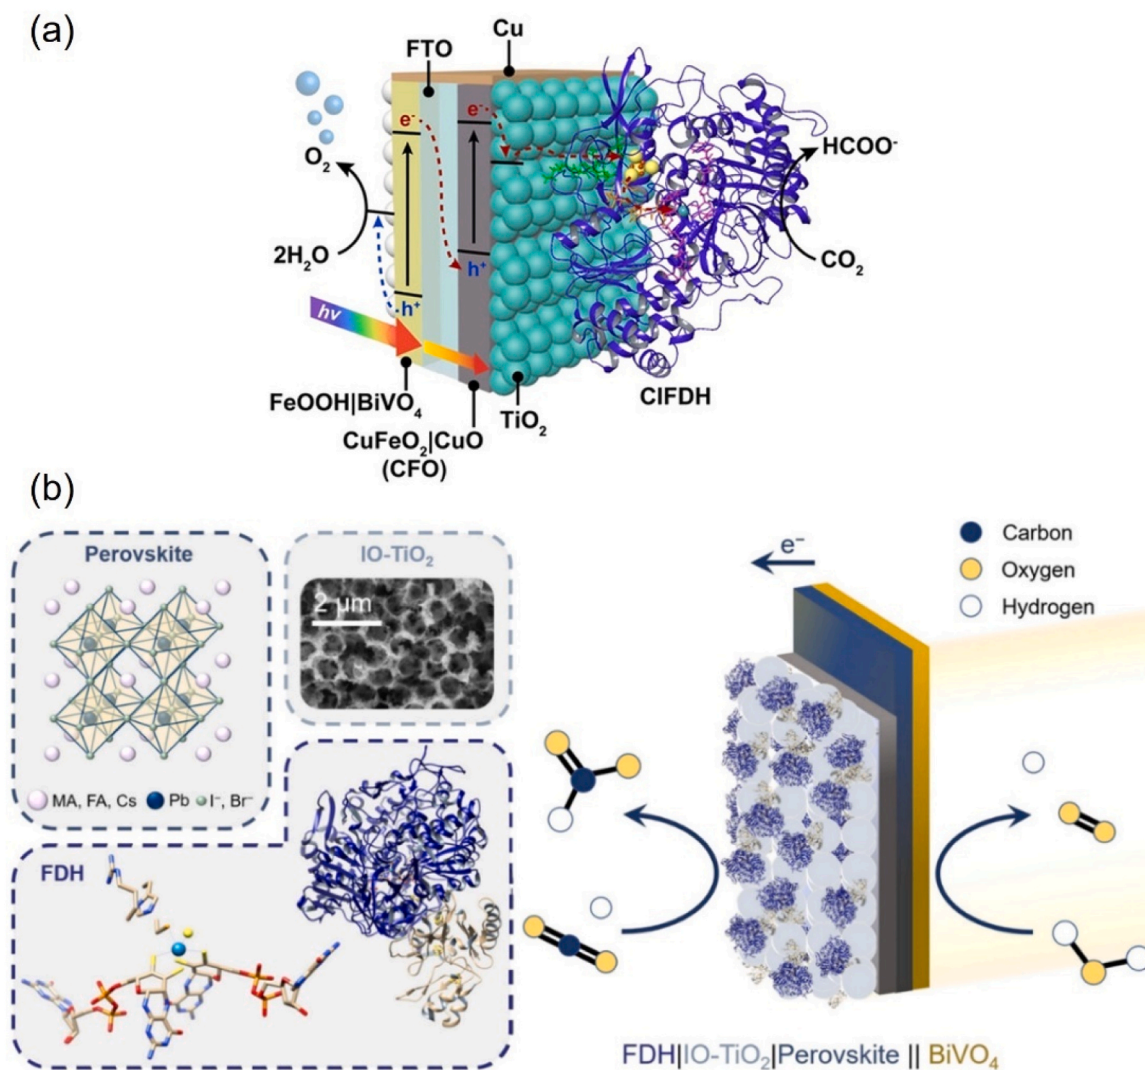 (a)
Cu
FTO
e⁻
e⁻
O₂
HCOO⁻
2H₂O
h⁺
CO₂
hν
h⁺
FeOOH|BiVO₄
TiO₂
ClFDH
CuFeO₂|CuO
(CFO)
(b)
Perovskite
MA, FA, Cs
Pb
I⁻, Br⁻
IO-TiO₂
2 µm
FDH
e⁻
Carbon
Oxygen
Hydrogen
FDH|IO-TiO₂|Perovskite || BiVO₄